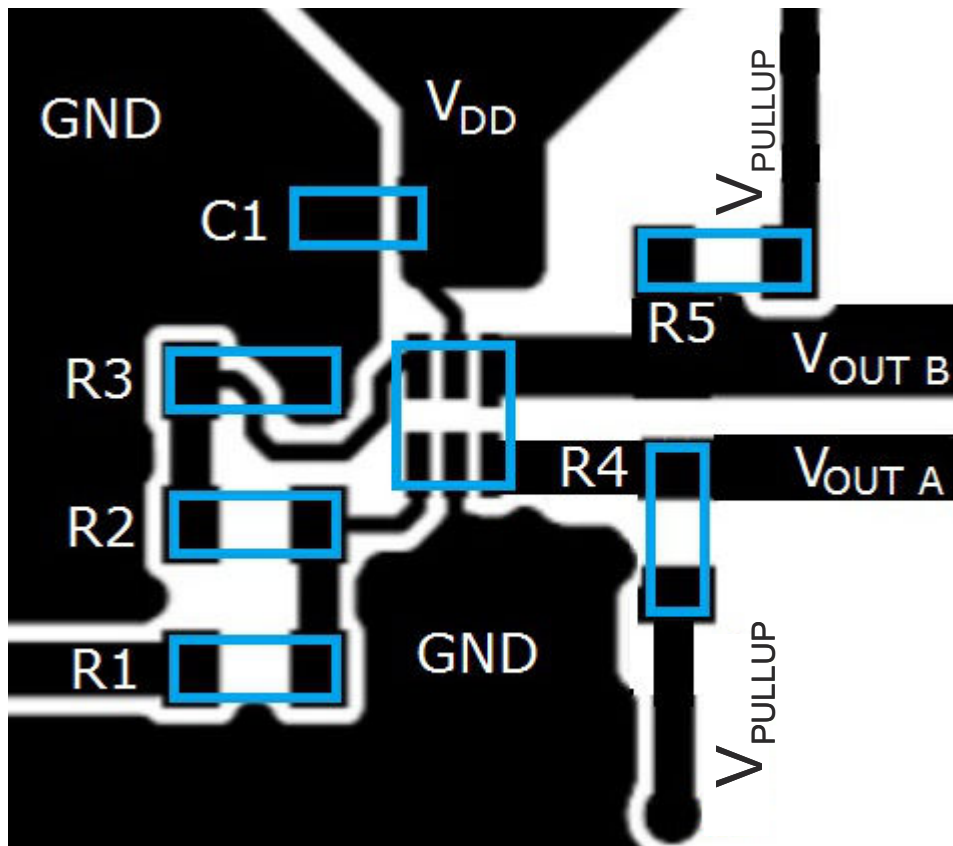 GND
VDD
VPULLUP
C1
R5
R3
VOUT B
R4
VOUT A
R2
GND
R1
VPULLUP